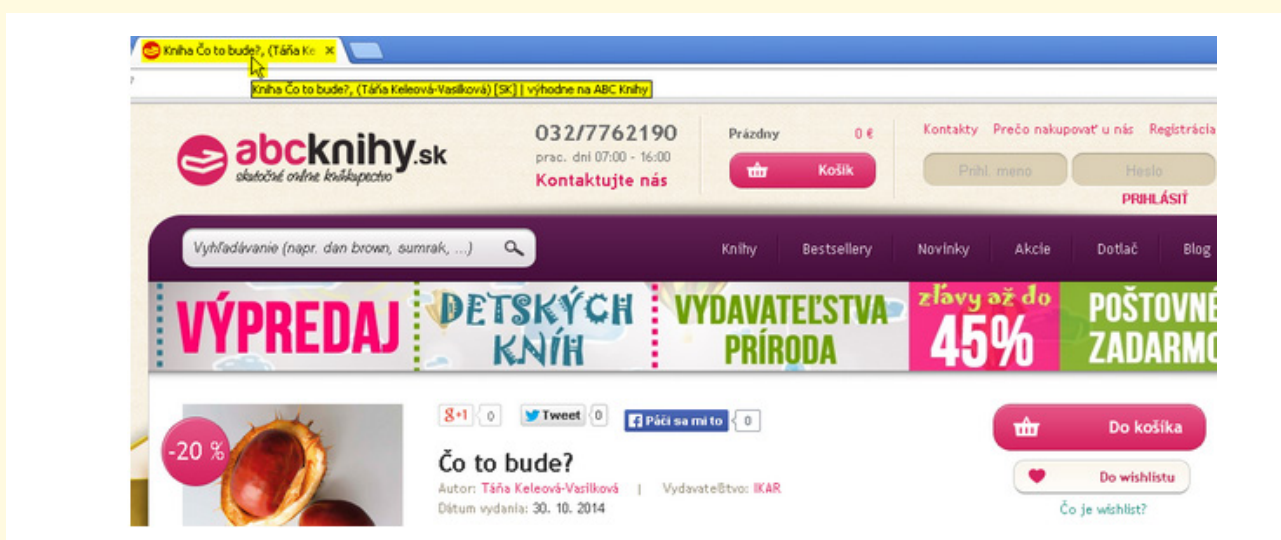 Kniha Čo to bude?, (Táňa Ke
Kniha Čo to bude?, (Táňa Keleová-Vasilková) [SK] | výhodne na ABC Knihy
abcknihy.sk
skutočné online kníhkupectvo
032/7762190
prac. dni 07:00 - 16:00
Kontaktujte nás
Prázdny 0 €
Košík
Kontakty Prečo nakupovať u nás Registrácia
Prihl. meno Heslo
PRIHLÁSIŤ
Vyhľadávanie (napr. dan brown, sumrak, ...)
Knihy Bestsellery Novinky Akcie Dotlač Blog
VÝPREDAJ DETSKÝCH KNÍH VYDAVATEĽSTVA PRÍRODA zľavy až do 45% POŠTOVNÉ ZADARMO
-20 %
g+1 0 Tweet 0 Páči sa mi to 0
Čo to bude?
Autor: Táňa Keleová-Vasilková | Vydavateľstvo: IKAR
Dátum vydania: 30. 10. 2014
Do košíka
Do wishlistu
Čo je wishlist?